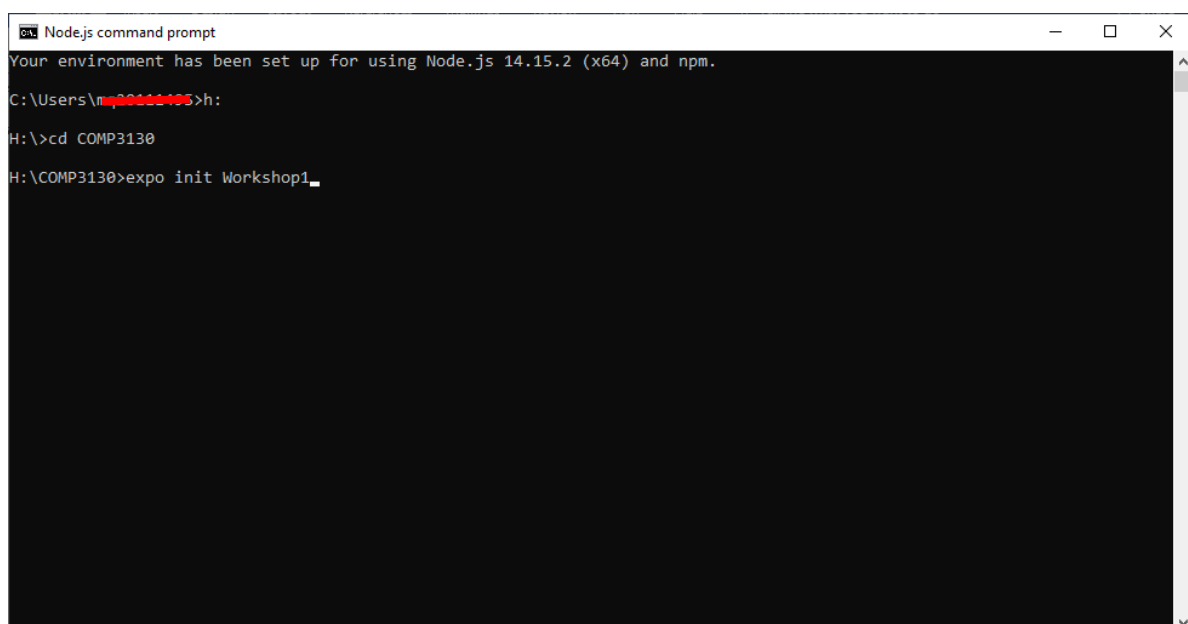 Node.js command prompt
Your environment has been set up for using Node.js 14.15.2 (x64) and npm.
C:\Users\>h:
H:\>cd COMP3130
H:\COMP3130>expo init Workshop1